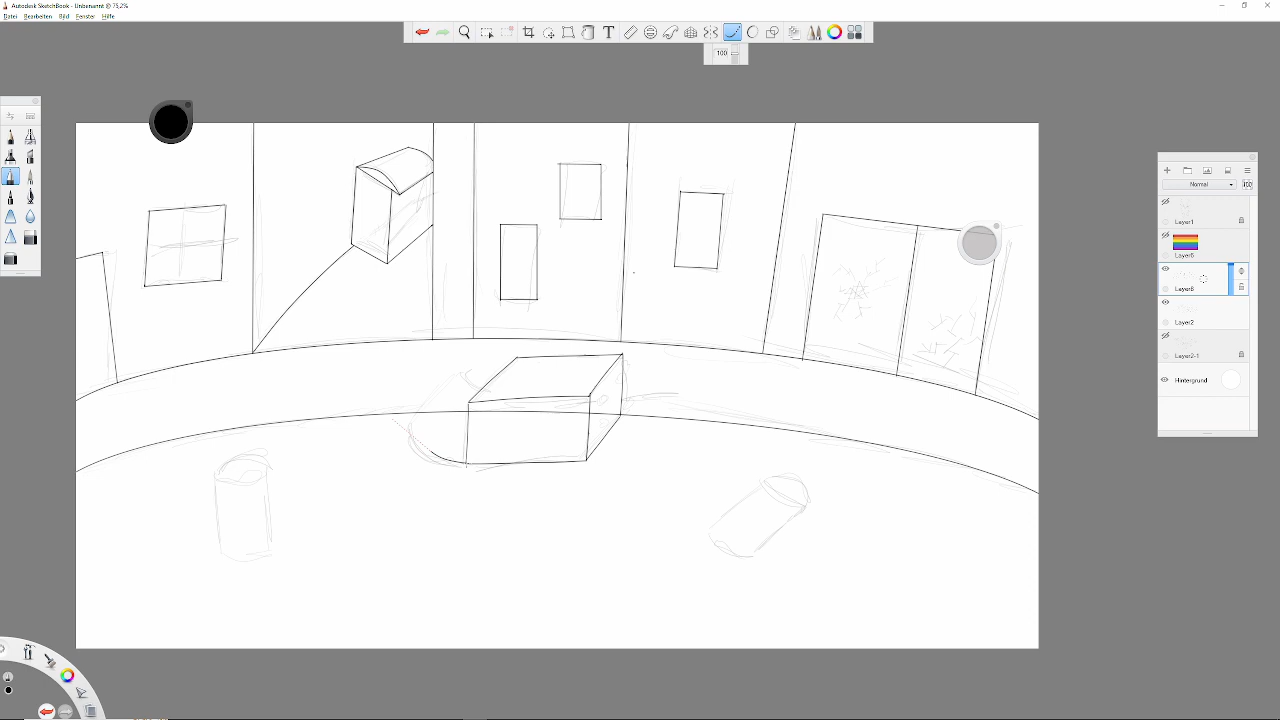 Autodesk SketchBook - Unbenannt @ 75,2%
Datei Bearbeiten Bild Fenster Hilfe
T
100
Normal
Layer1
Layer6
Layer8
Layer2
Layer2-1
Hintergrund